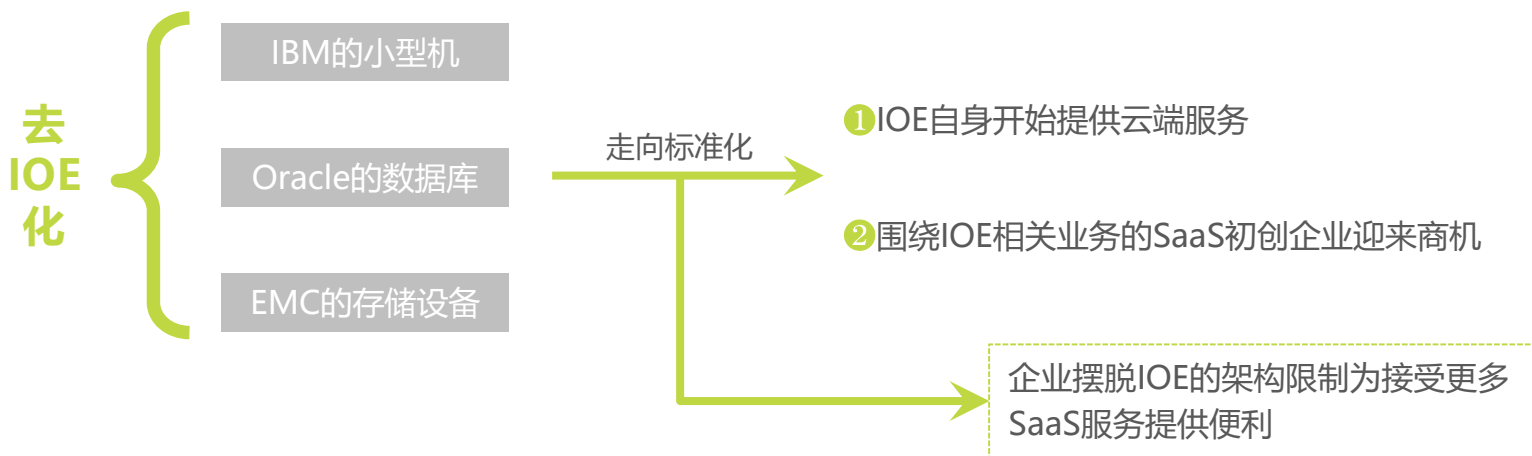 去
IOE
化
IBM的小型机
Oracle的数据库
EMC的存储设备
走向标准化
❶IOE自身开始提供云端服务
❷围绕IOE相关业务的SaaS初创企业迎来商机
企业摆脱IOE的架构限制为接受更多
SaaS服务提供便利